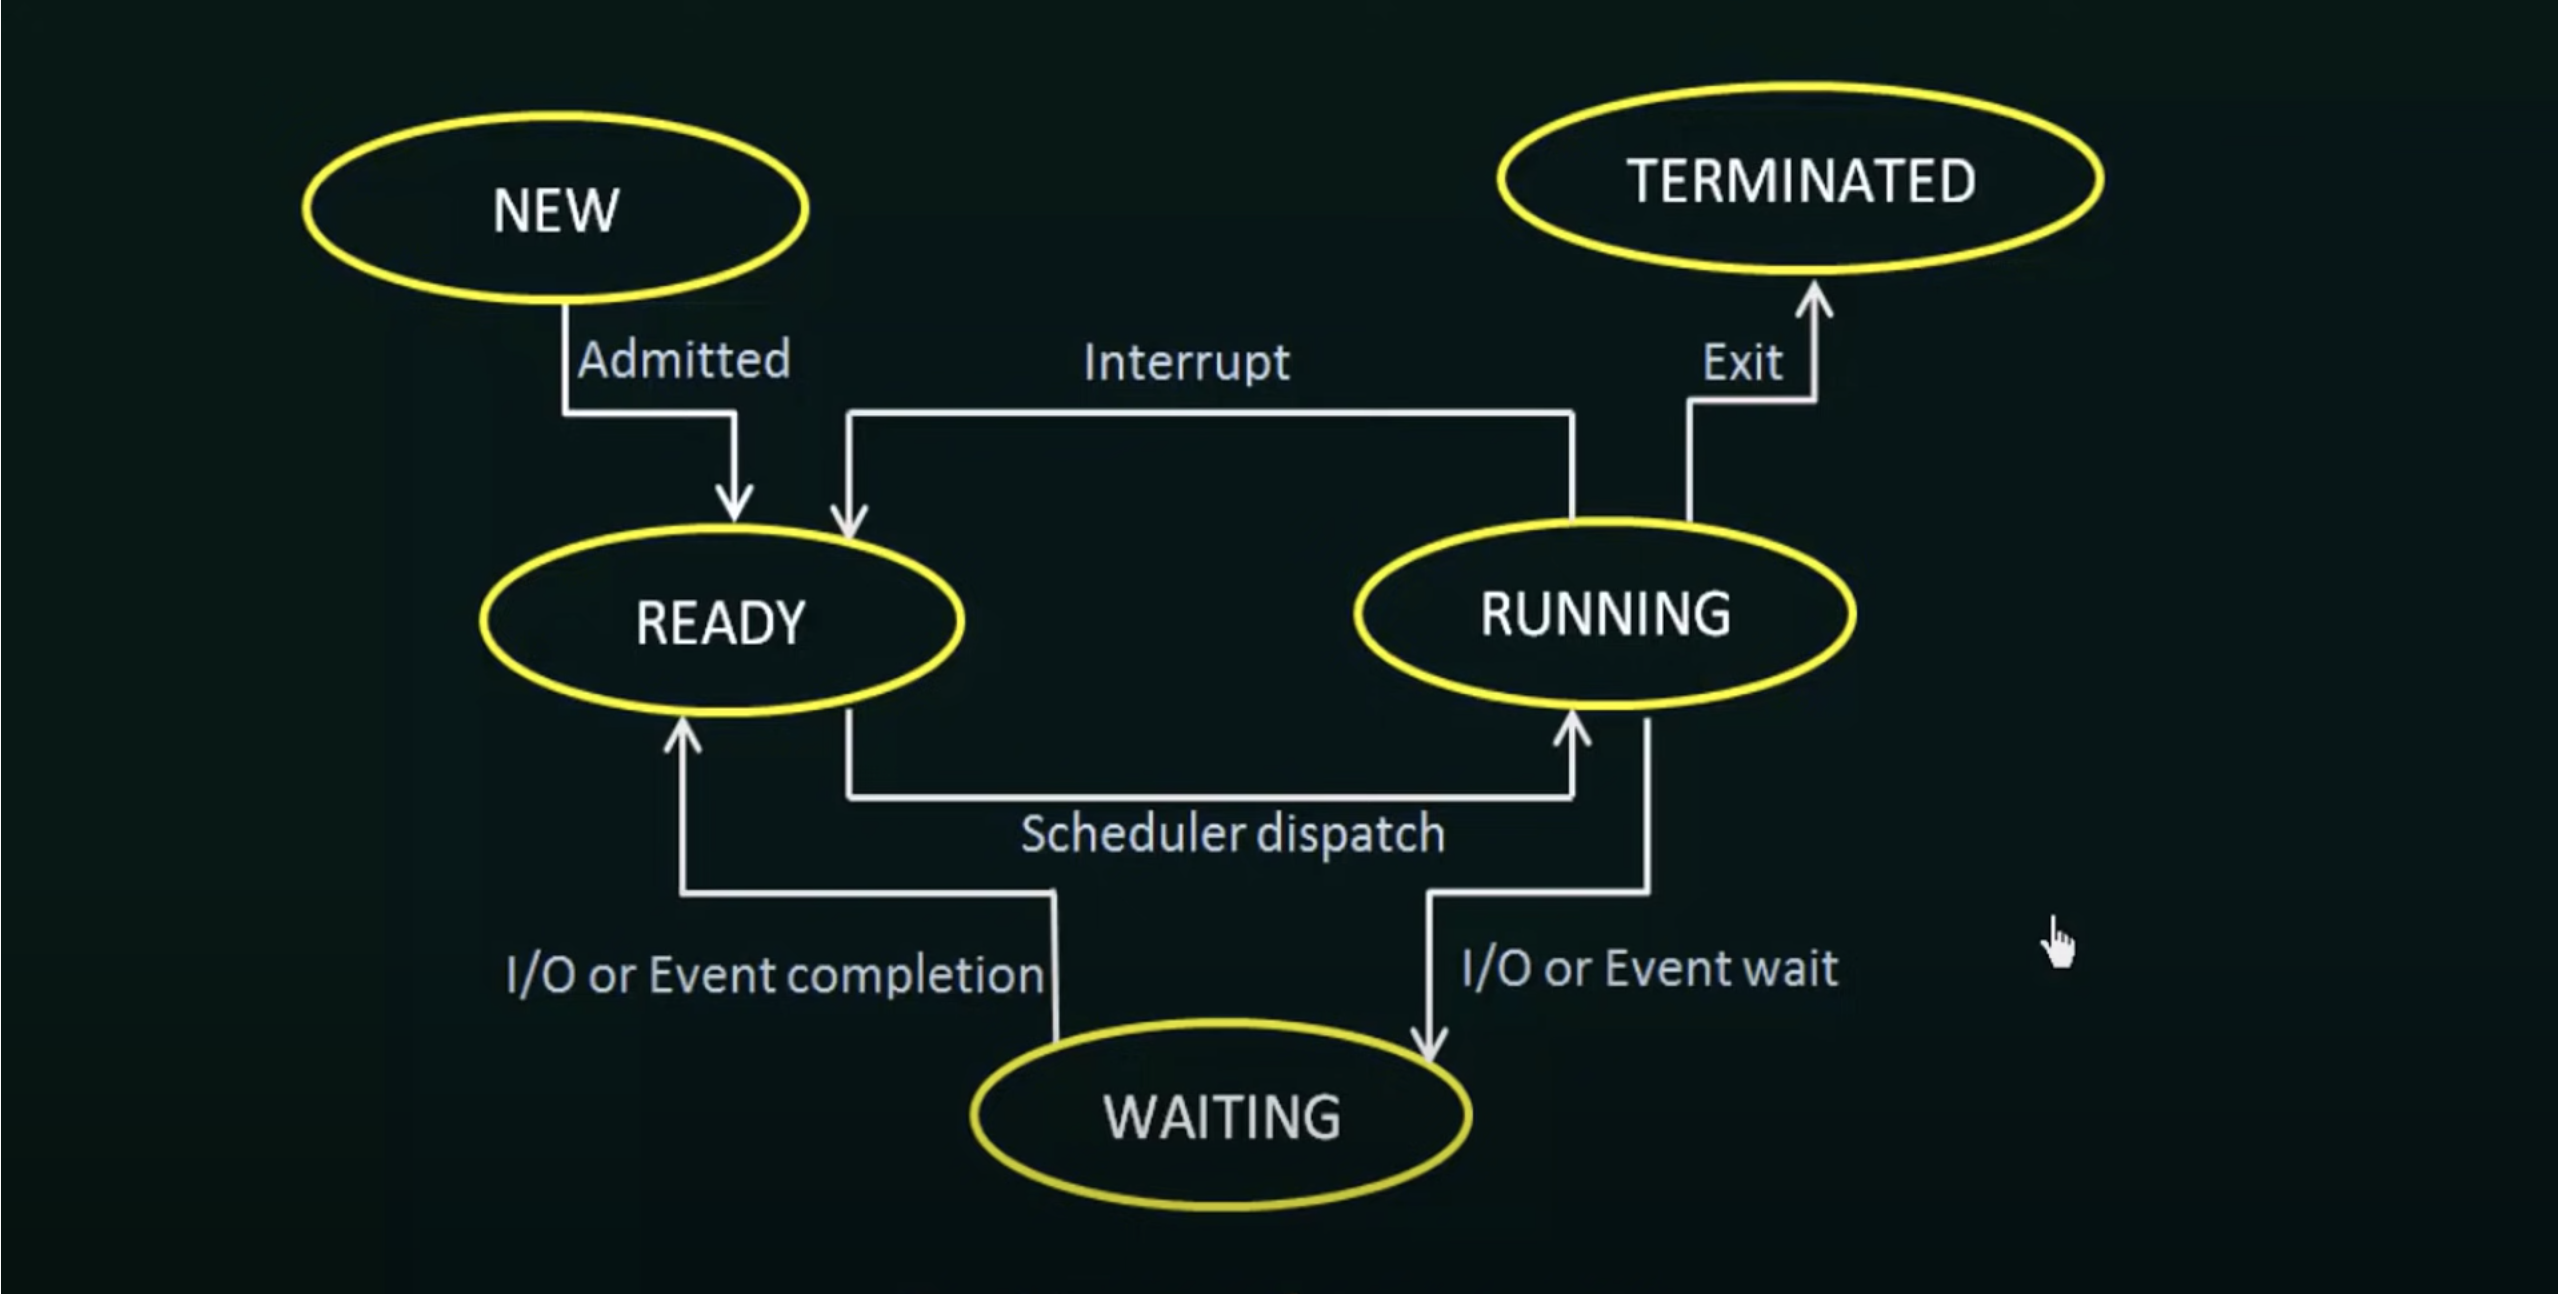 NEW
TERMINATED
Admitted
Interrupt
Exit
READY
RUNNING
Scheduler dispatch
I/O or Event completion
I/O or Event wait
WAITING